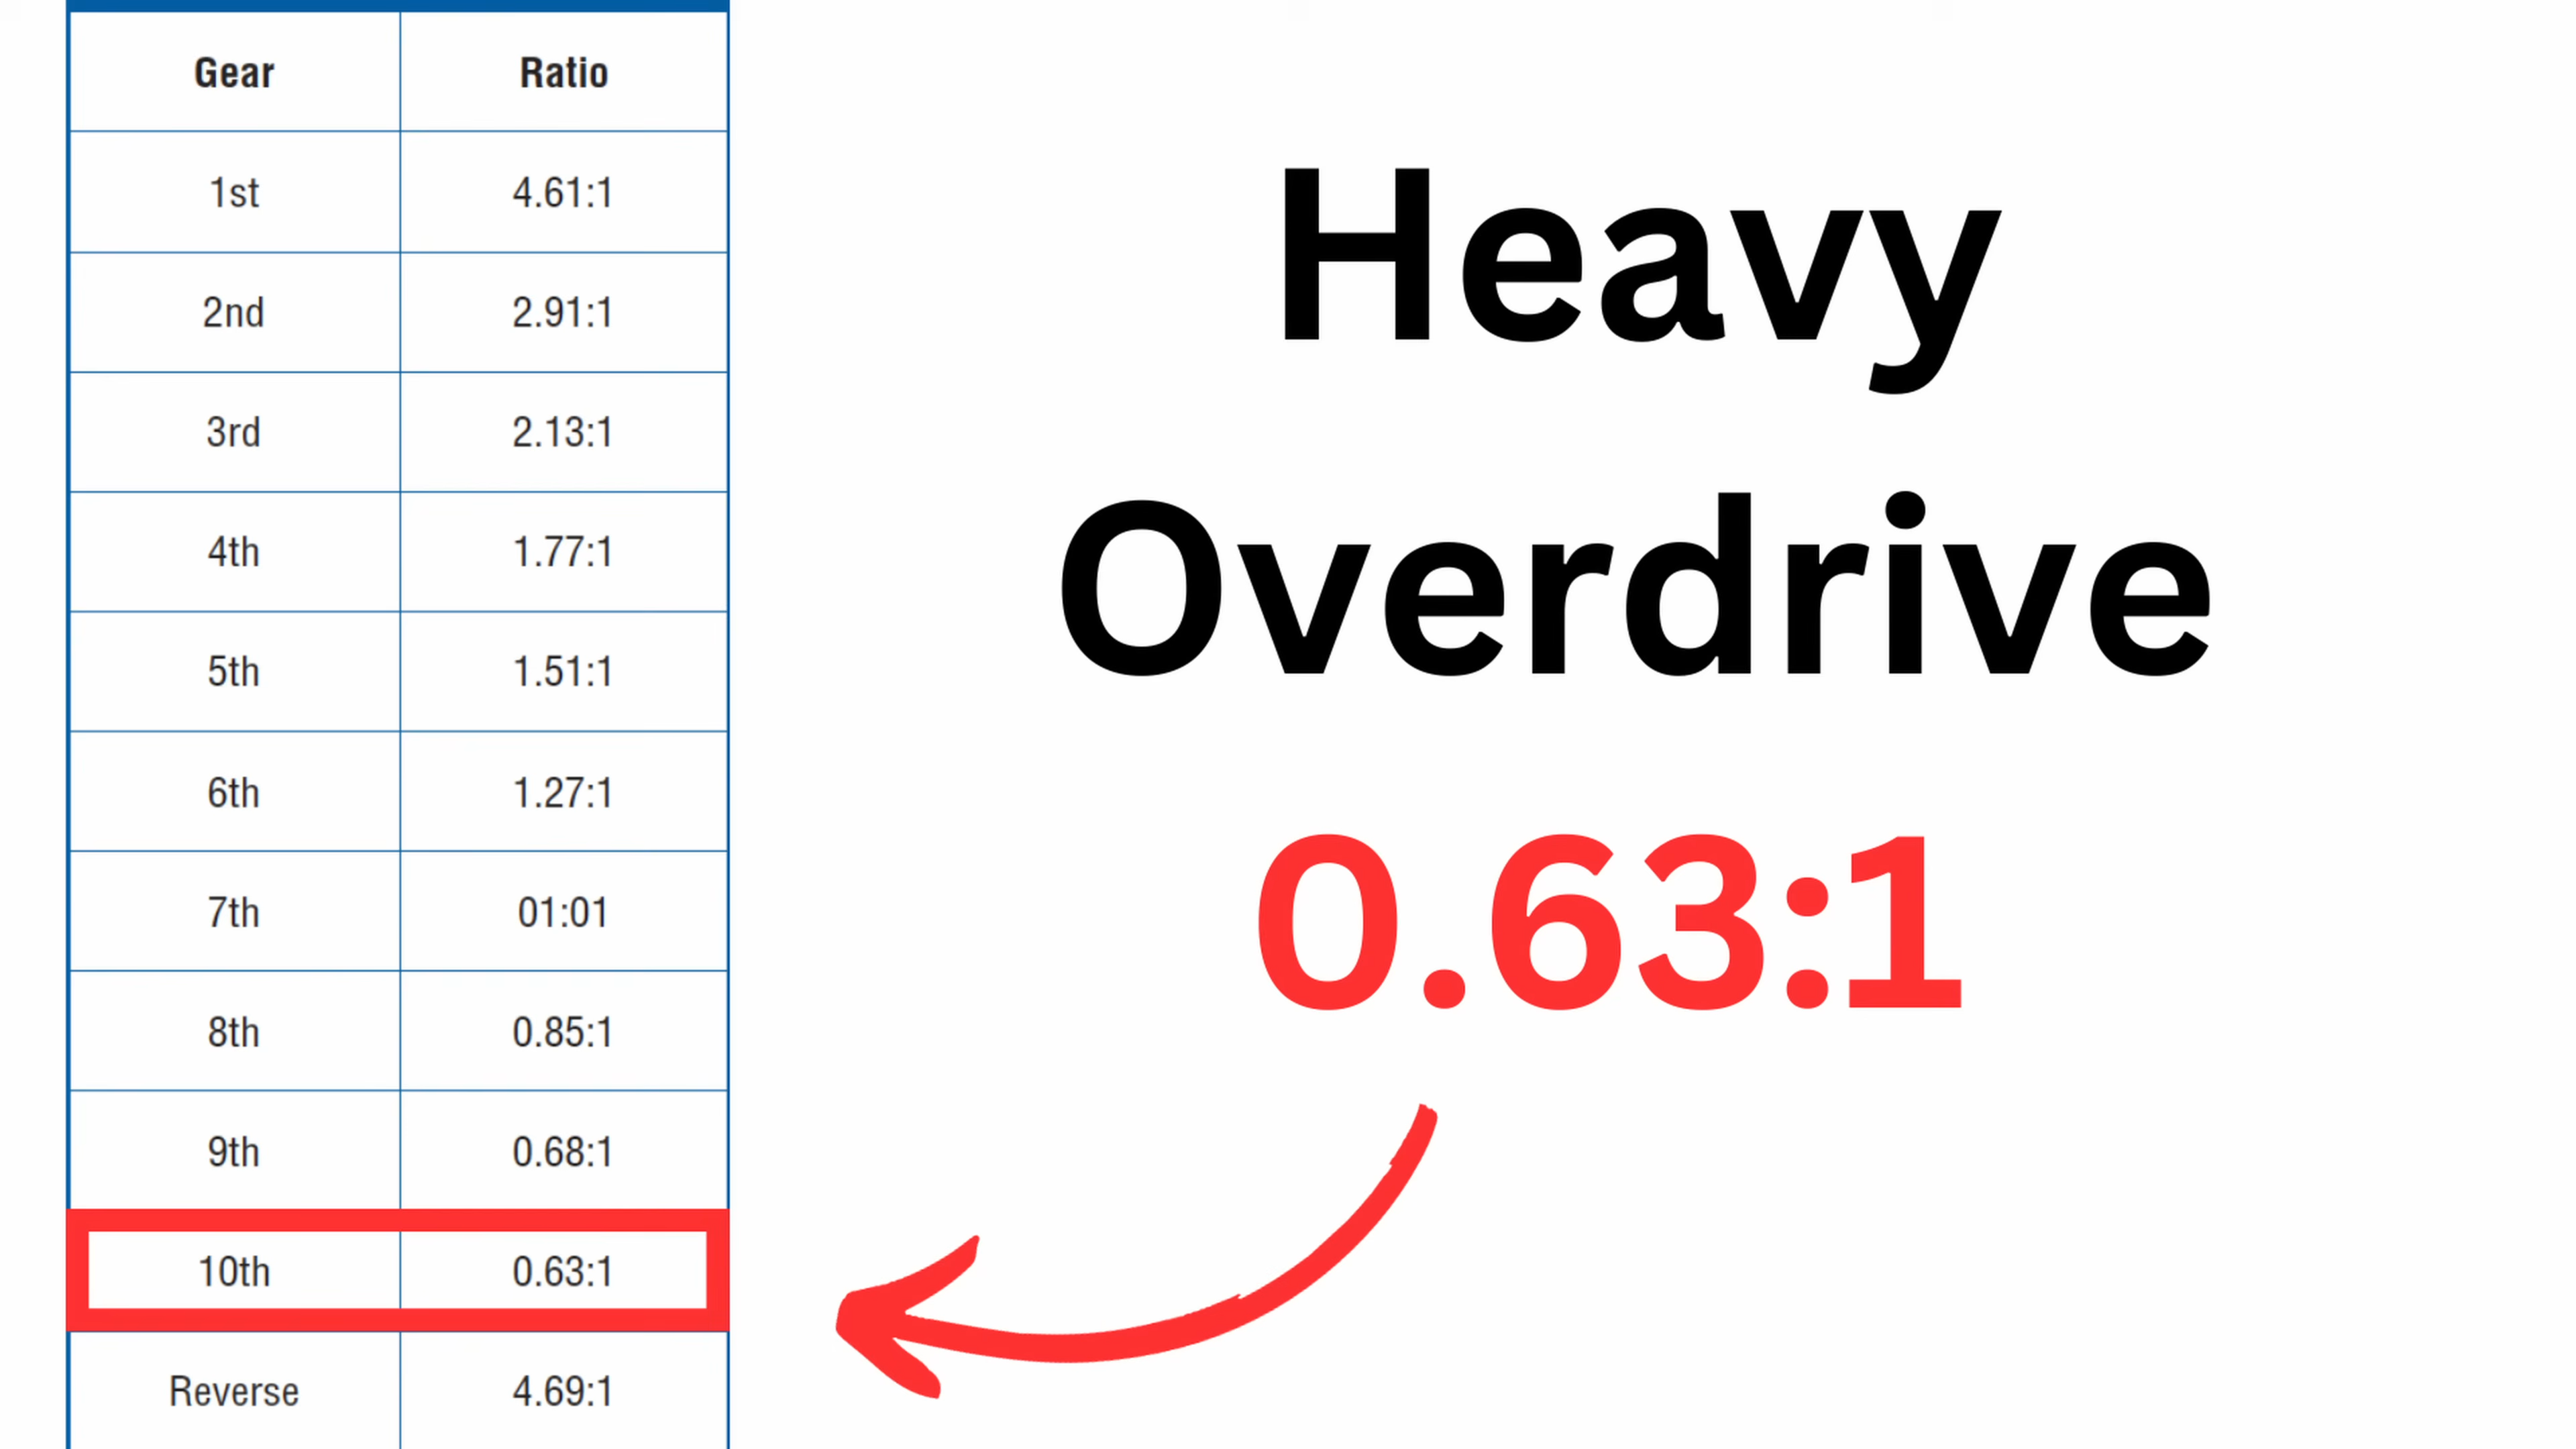 Gear Ratio
1st 4.61:1
2nd 2.91:1
3rd 2.13:1
4th 1.77:1
5th 1.51:1
6th 1.27:1
7th 01:01
8th 0.85:1
9th 0.68:1
10th 0.63:1
Reverse 4.69:1
Heavy
Overdrive
0.63:1